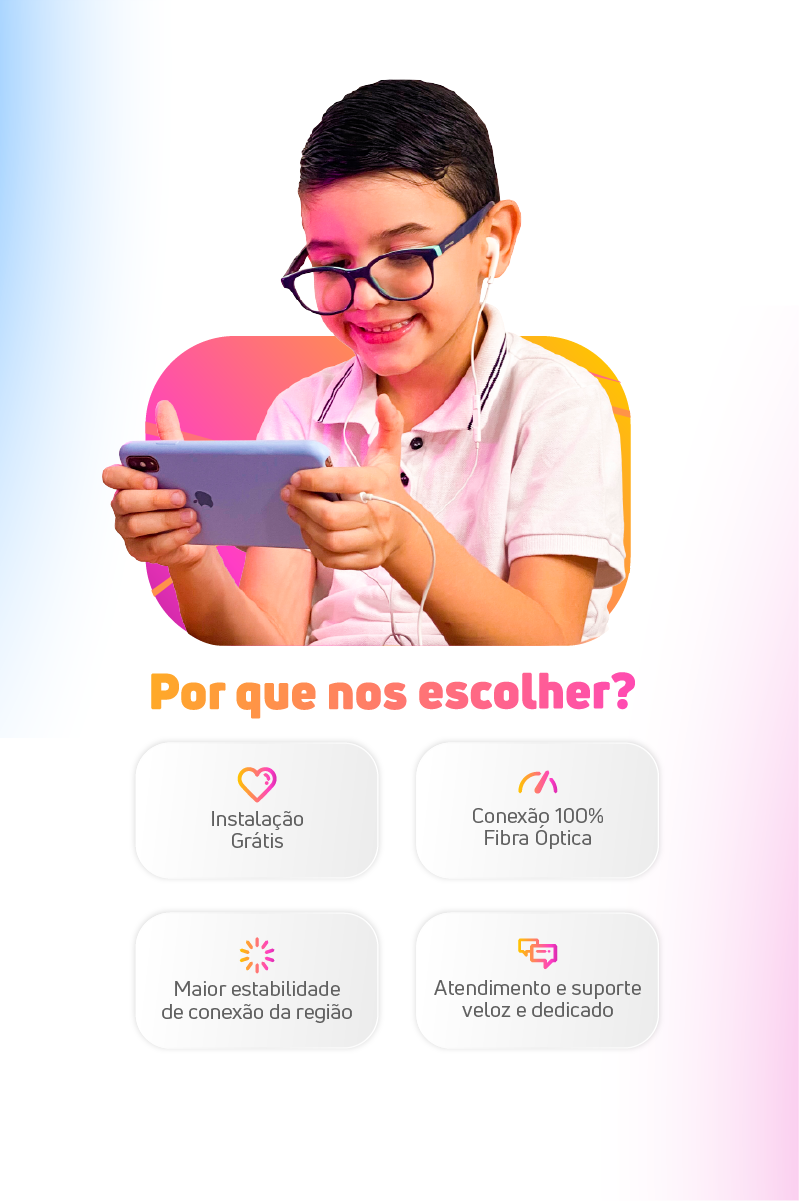 Por que nos escolher?
Instalação
Grátis
Conexão 100%
Fibra Óptica
Maior estabilidade
de conexão da região
Atendimento e suporte
veloz e dedicado